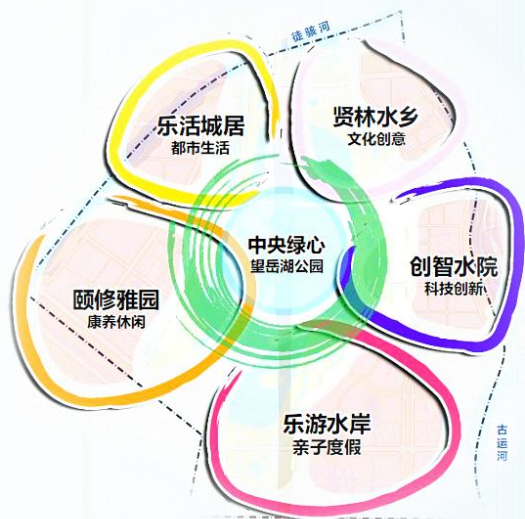 徒骇河
乐活城居
都市生活
贤林水乡
文化创意
中央绿心
望岳湖公园
创智水院
科技创新
颐修雅园
康养休闲
乐游水岸
亲子度假
古运河